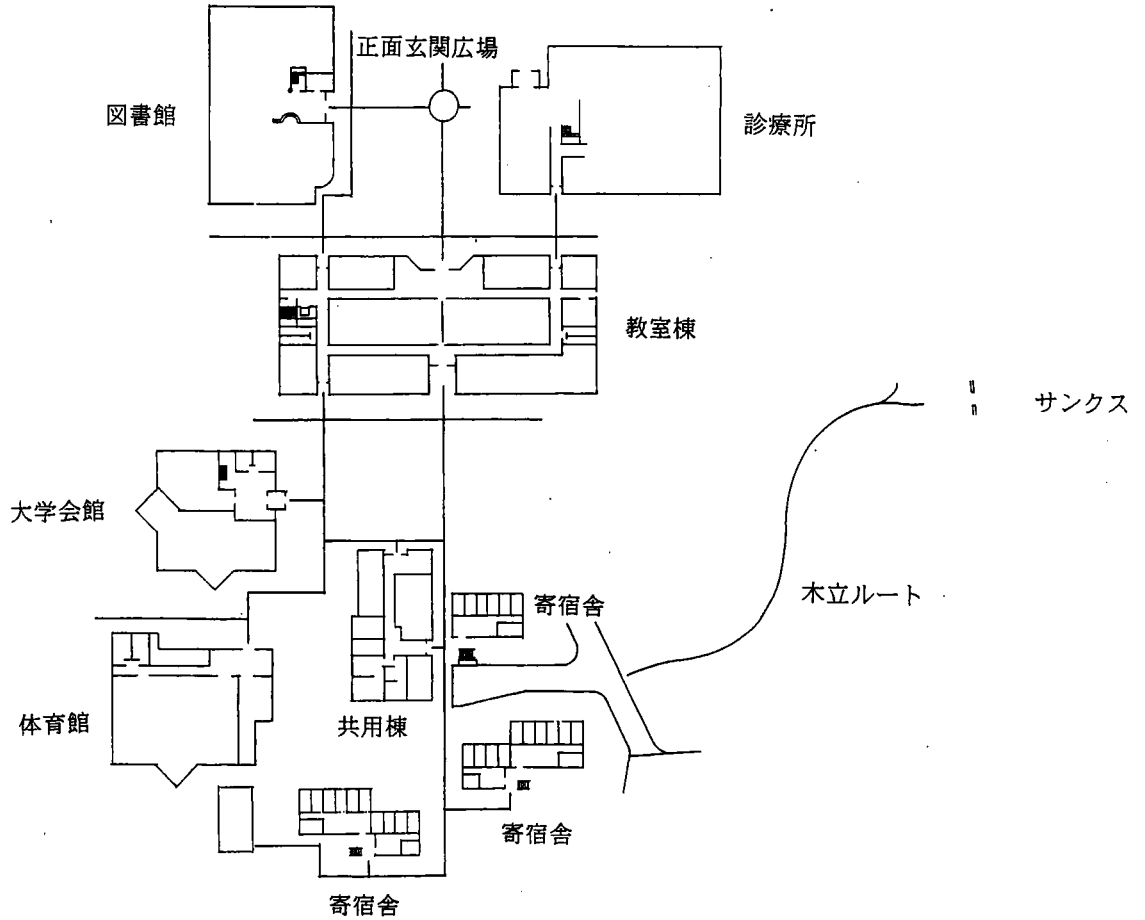 正面玄関広場
図書館
診療所
教室棟
サンクス
大学会館
木立ルート
寄宿舎
体育館
共用棟
寄宿舎
寄宿舎